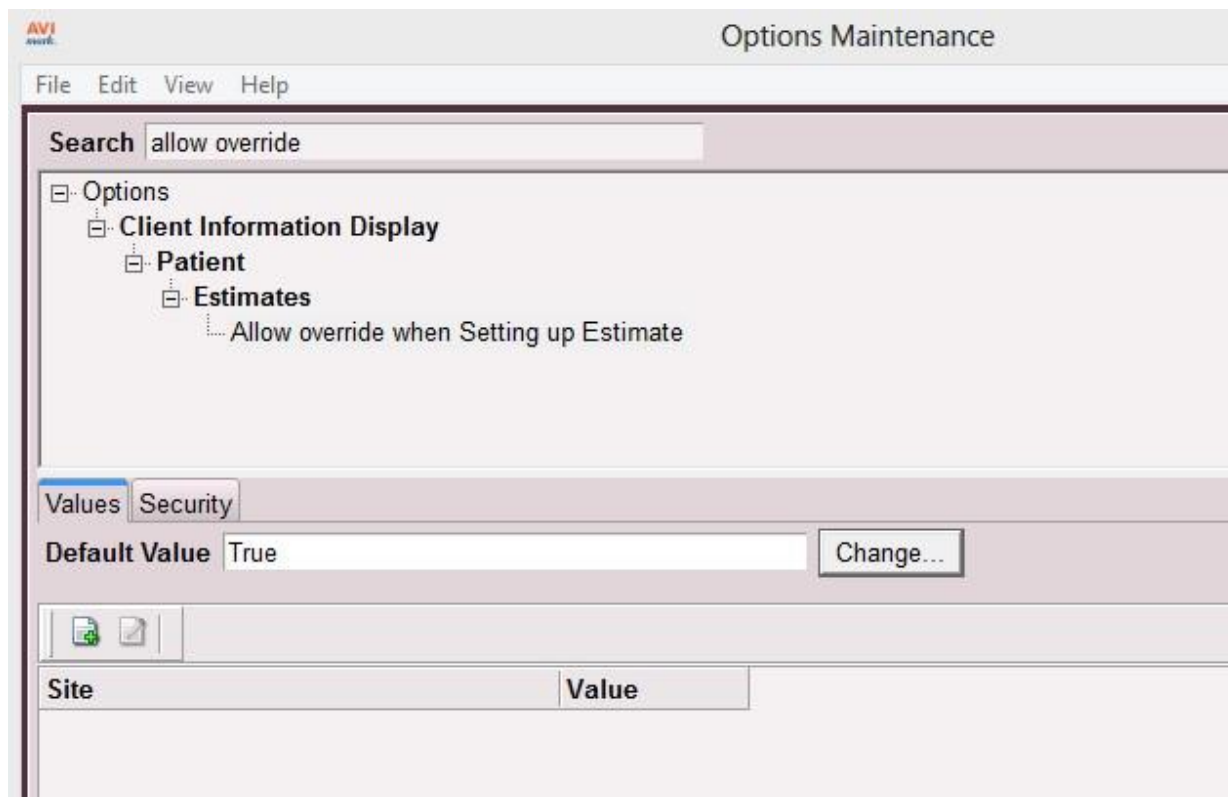 AVI
mark.
Options Maintenance
File Edit View Help
Search allow override
Options
Client Information Display
Patient
Estimates
Allow override when Setting up Estimate
Values Security
Default Value True Change...
Site Value